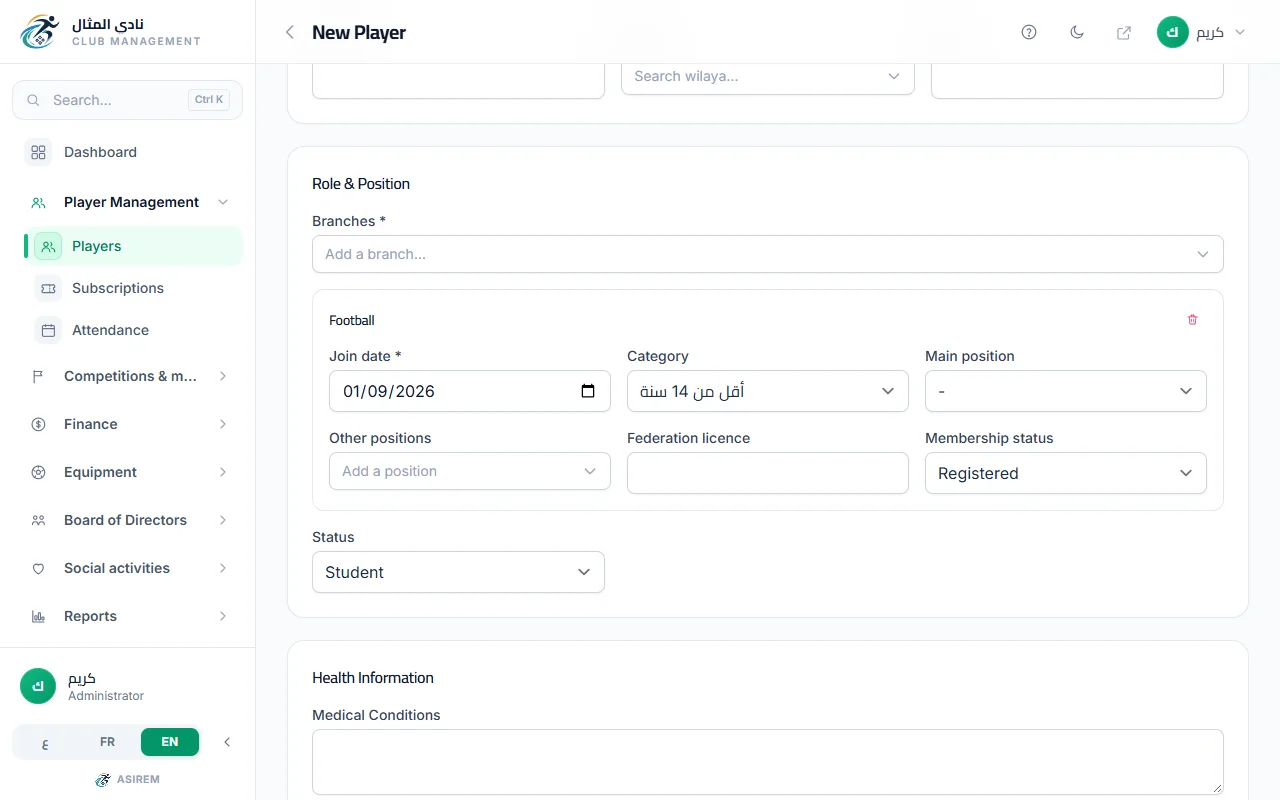 نادي المثال
CLUB MANAGEMENT
New Player
ك
كريم
Search...
Ctrl K
Search wilaya...
Dashboard
Player Management
Players
Subscriptions
Attendance
Competitions & m...
Finance
Equipment
Board of Directors
Social activities
Reports
Role & Position
Branches *
Add a branch...
Football
Join date *
Category
Main position
01/09/2026
أقل من 14 سنة
-
Other positions
Federation licence
Membership status
Add a position
Registered
Status
Student
Health Information
Medical Conditions
ك
كريم
Administrator
ع
FR
EN
ASIREM